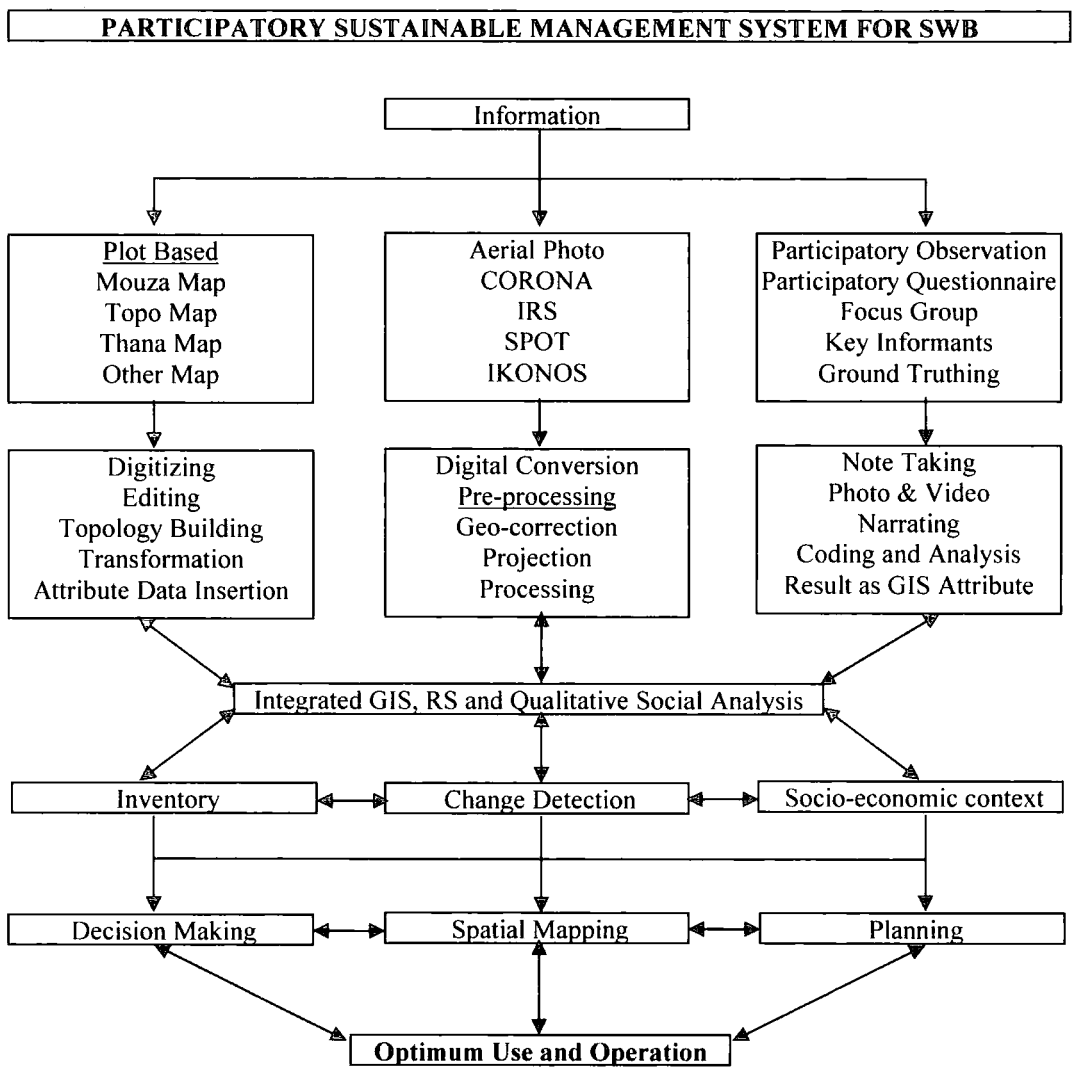 PARTICIPATORY SUSTAINABLE MANAGEMENT SYSTEM FOR SWB
Information
Plot Based
Mouza Map
Topo Map
Thana Map
Other Map
Aerial Photo
CORONA
IRS
SPOT
IKONOS
Participatory Observation
Participatory Questionnaire
Focus Group
Key Informants
Ground Truthing
Digitizing
Editing
Topology Building
Transformation
Attribute Data Insertion
Digital Conversion
Pre-processing
Geo-correction
Projection
Processing
Note Taking
Photo & Video
Narrating
Coding and Analysis
Result as GIS Attribute
Integrated GIS, RS and Qualitative Social Analysis
Inventory
Change Detection
Socio-economic context
Decision Making
Spatial Mapping
Planning
Optimum Use and Operation